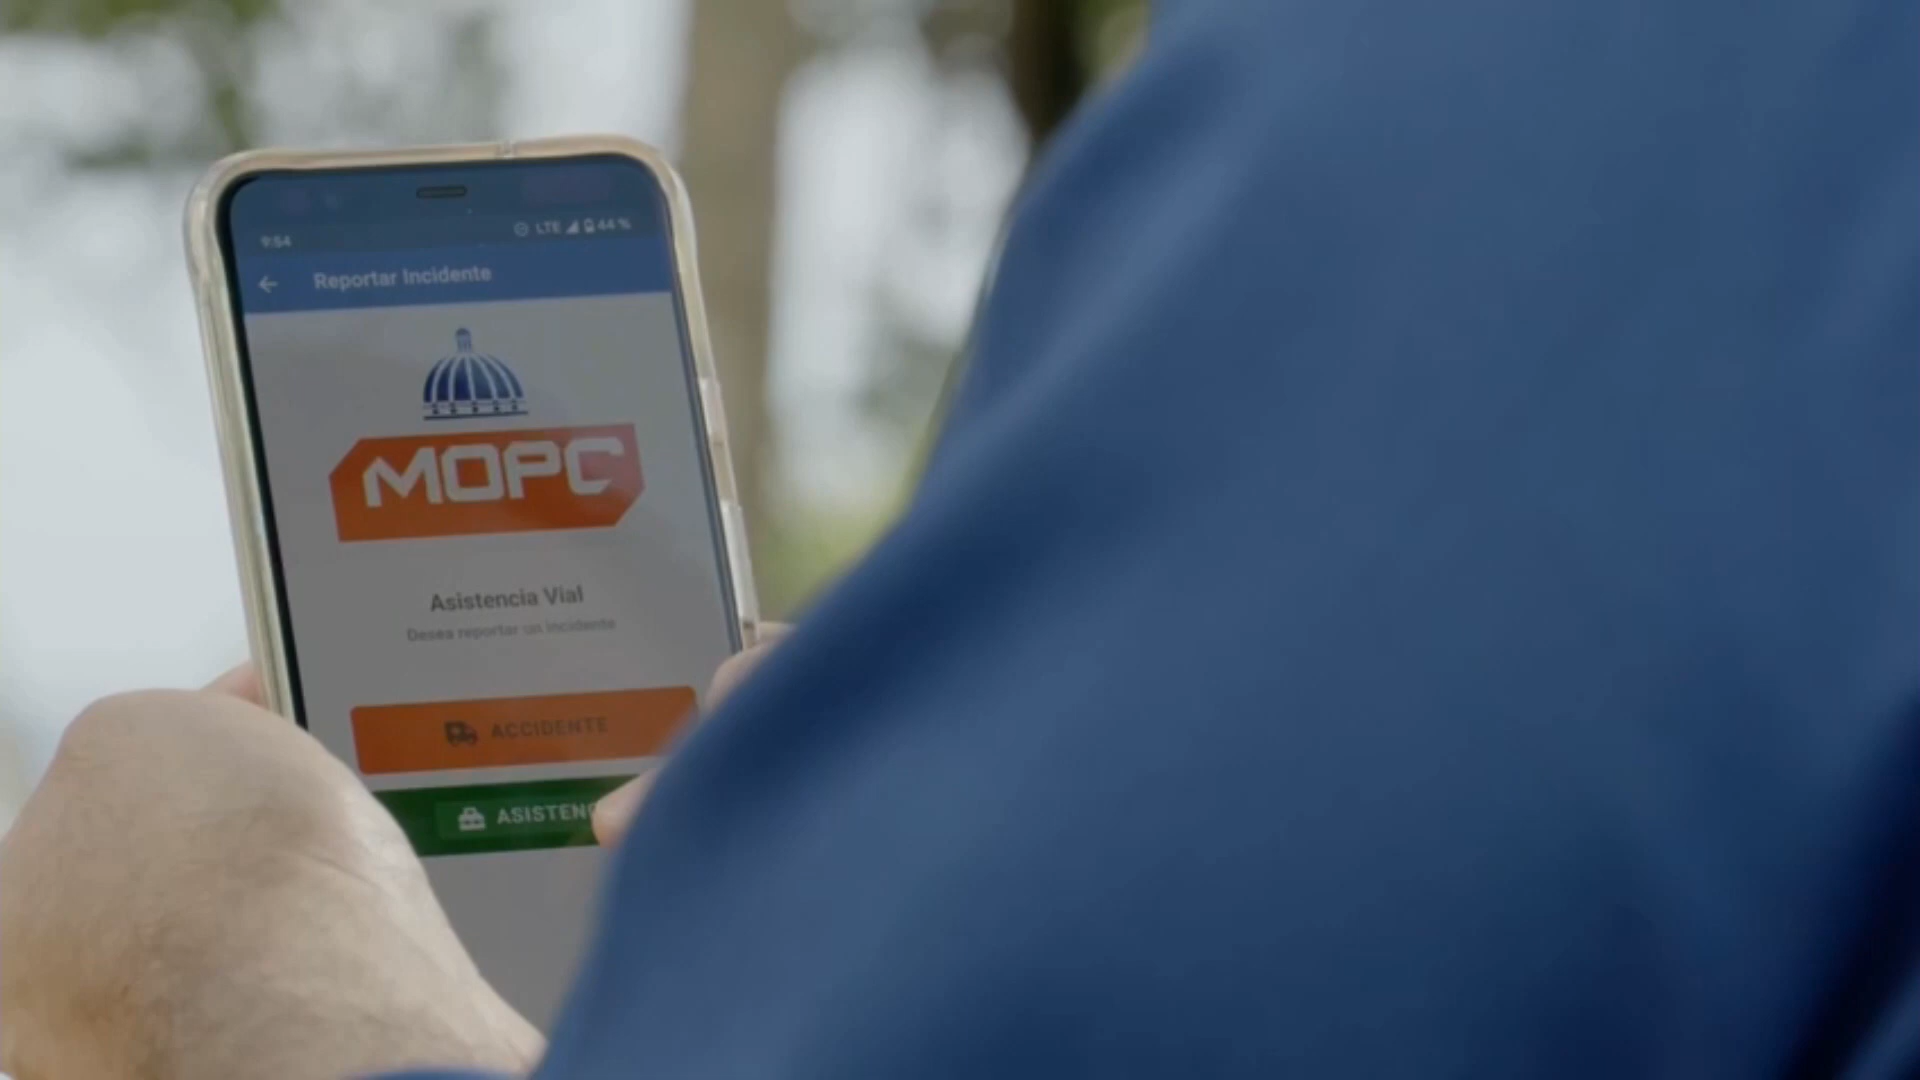 9:54 LTE 44%
Reportar Incidente
MOPC
Asistencia Vial
Desea reportar un incidente
ACCIDENTE
ASISTENC